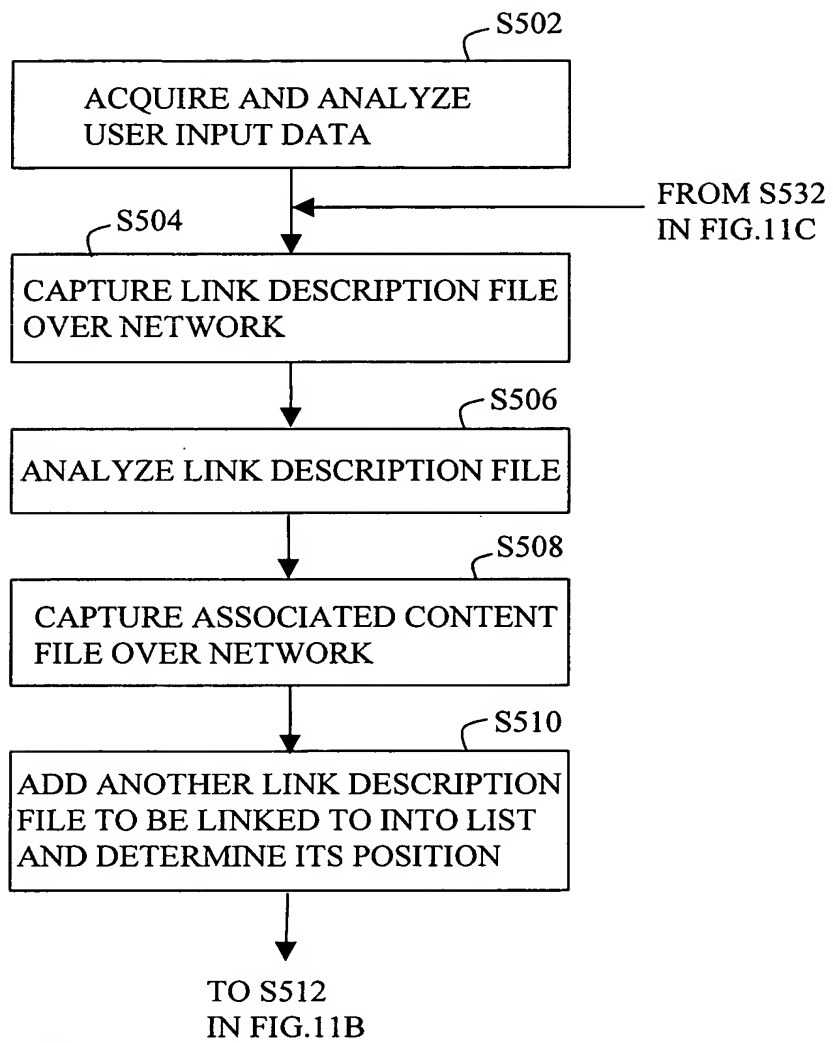 S502
ACQUIRE AND ANALYZE
USER INPUT DATA
FROM S532
IN FIG.11C
S504
CAPTURE LINK DESCRIPTION FILE
OVER NETWORK
S506
ANALYZE LINK DESCRIPTION FILE
S508
CAPTURE ASSOCIATED CONTENT
FILE OVER NETWORK
S510
ADD ANOTHER LINK DESCRIPTION
FILE TO BE LINKED TO INTO LIST
AND DETERMINE ITS POSITION
TO S512
IN FIG.11B